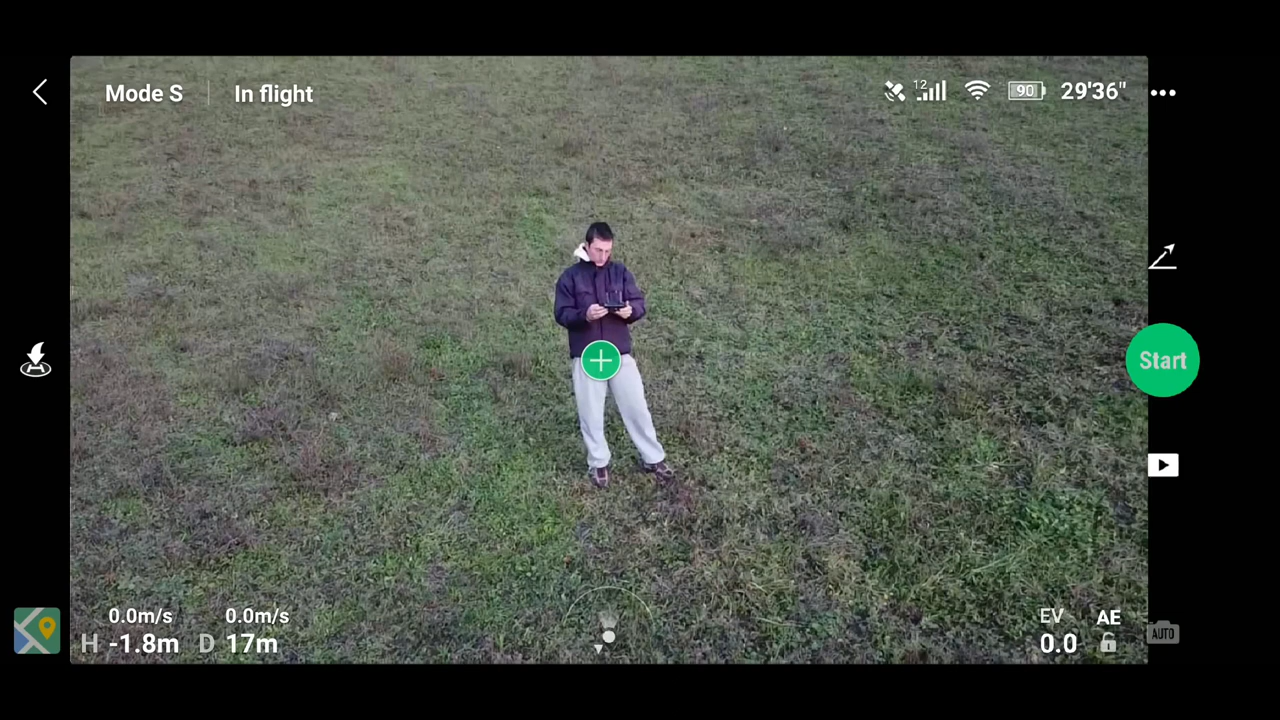 Mode S
In flight
12
90
29'36"
Start
0.0m/s
0.0m/s
H -1.8m
D 17m
EV
0.0
AE
AUTO